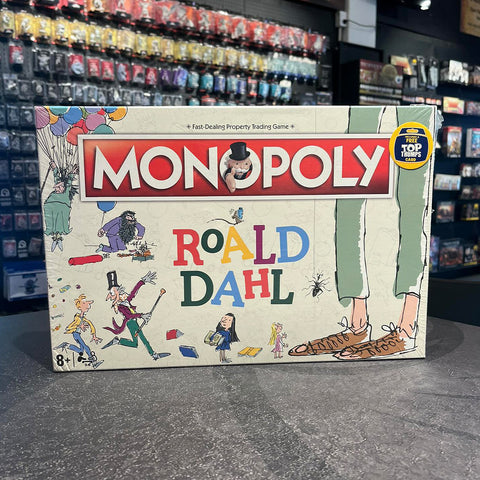 + Fast-Dealing Property Trading Game +
MONOPOLY
FREE
TOP
TRUMPS
CARD
ROALD
DAHL
8+